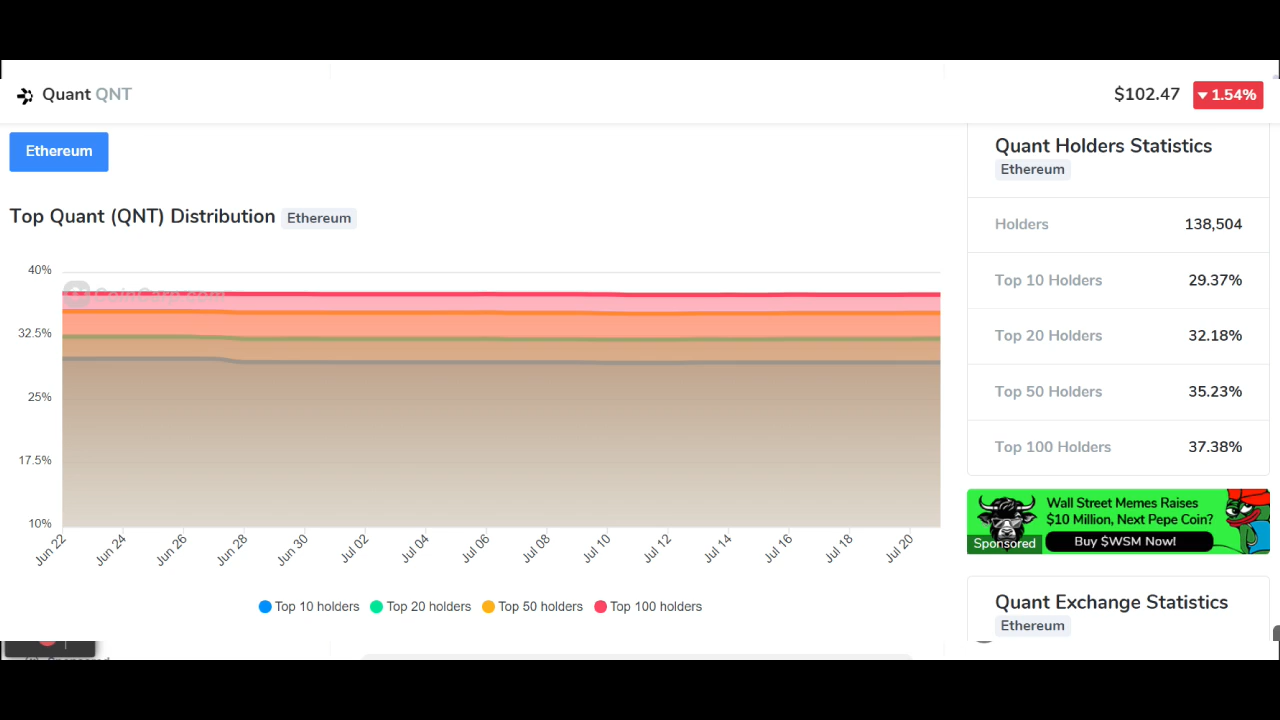 Quant QNT
$102.47
1.54%
Ethereum
Top Quant (QNT) Distribution Ethereum
CoinCarp.com
40%
32.5%
25%
17.5%
10%
Jun 22
Jun 24
Jun 26
Jun 28
Jun 30
Jul 02
Jul 04
Jul 06
Jul 08
Jul 10
Jul 12
Jul 14
Jul 16
Jul 18
Jul 20
Top 10 holders
Top 20 holders
Top 50 holders
Top 100 holders
Quant Holders Statistics
Ethereum
Holders 138,504
Top 10 Holders 29.37%
Top 20 Holders 32.18%
Top 50 Holders 35.23%
Top 100 Holders 37.38%
Wall Street Memes Raises
$10 Million, Next Pepe Coin?
Buy $WSM Now!
Sponsored
Quant Exchange Statistics
Ethereum